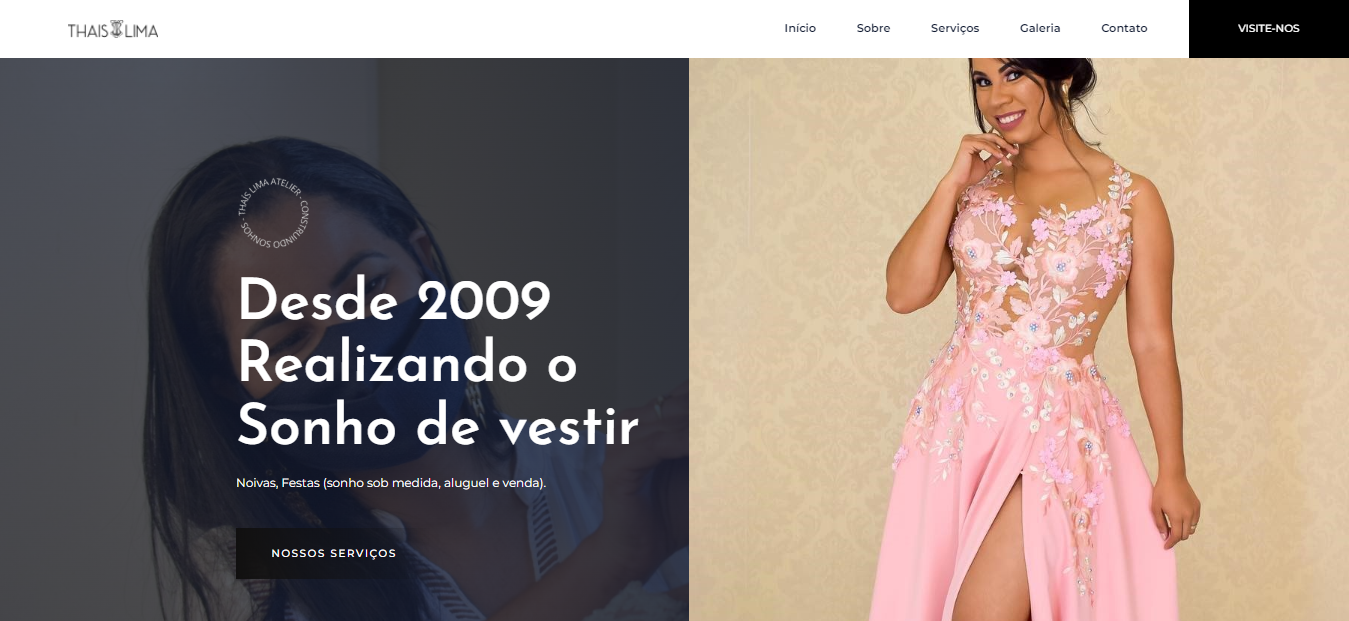 THAIS LIMA
Início
Sobre
Serviços
Galeria
Contato
VISITE-NOS
THAÍS LIMA ATELIER - CONSTRUINDO SONHOS -
Desde 2009
Realizando o
Sonho de vestir
Noivas, Festas (sonho sob medida, aluguel e venda).
NOSSOS SERVIÇOS